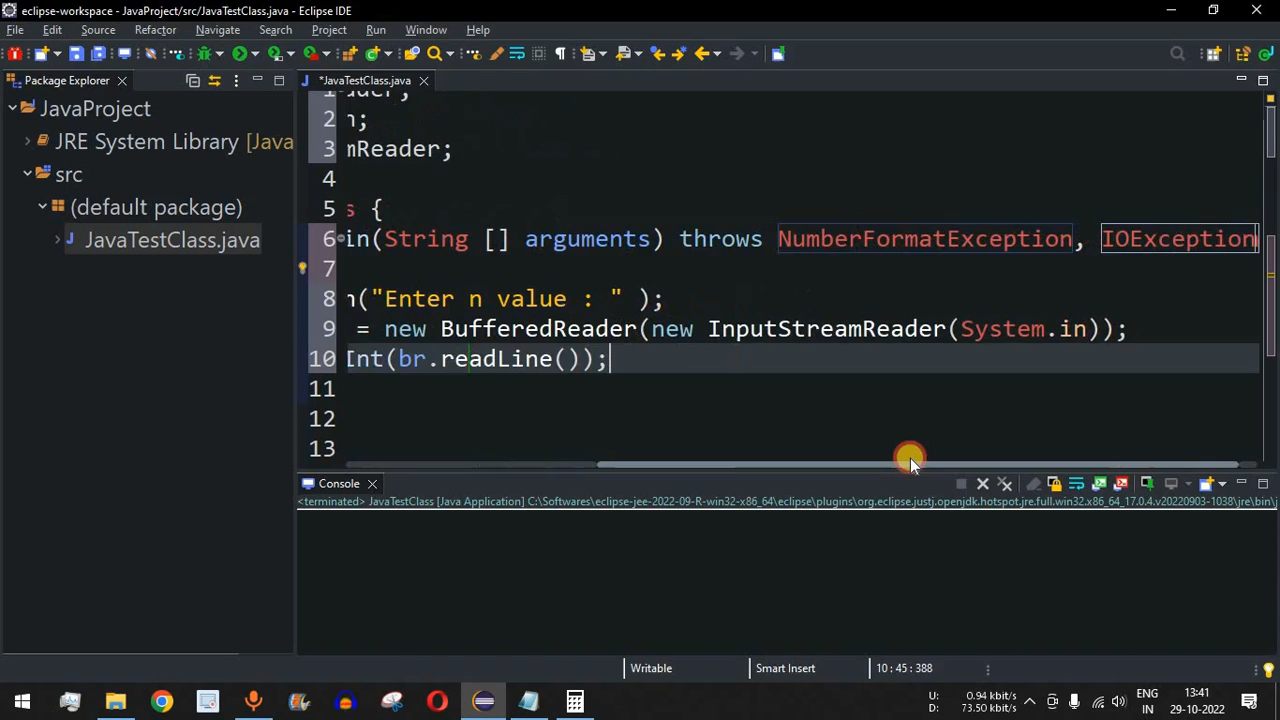 eclipse-workspace - JavaProject/src/JavaTestClass.java - Eclipse IDE
File Edit Source Refactor Navigate Search Project Run Window Help
Package Explorer
*JavaTestClass.java
JavaProject
JRE System Library [Java
src
(default package)
JavaTestClass.java
1 ader;
2 n;
3 mReader;
4
5 s {
6 in(String [] arguments) throws NumberFormatException, IOException
7
8 n("Enter n value : " );
9 = new BufferedReader(new InputStreamReader(System.in));
10 Int(br.readLine());
11
12
13
Console
<terminated> JavaTestClass [Java Application] C:\Softwares\eclipse-jee-2022-09-R-win32-x86_64\eclipse\plugins\org.eclipse.justj.openjdk.hotspot.jre.full.win32.x86_64_17.0.4.v20220903-1038\jre\bin\j
Writable Smart Insert 10 : 45 : 388
U: 0.94 kbit/s
D: 73.50 kbit/s
ENG
IN
13:41
29-10-2022